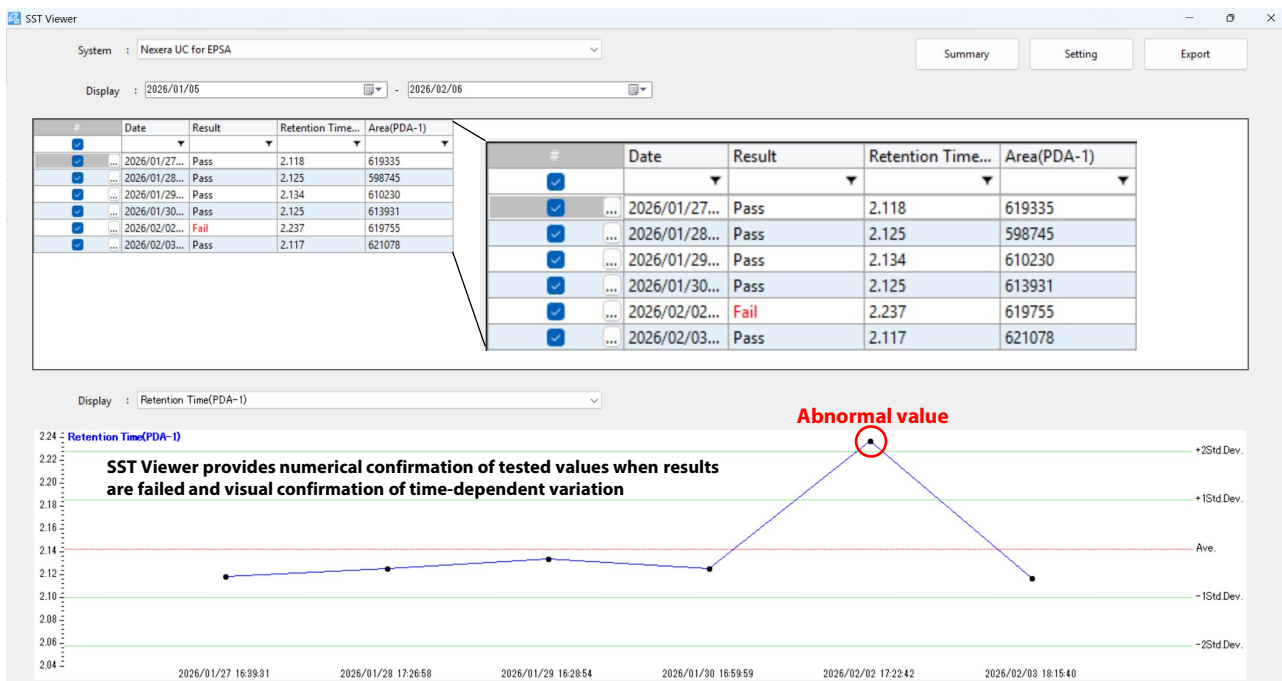 SST Viewer
System : Nexera UC for EPSA
Summary Setting Export
Display : 2026/01/05 - 2026/02/06
# Date Result Retention Time... Area(PDA-1)
... 2026/01/27... Pass 2.118 619335
... 2026/01/28... Pass 2.125 598745
... 2026/01/29... Pass 2.134 610230
... 2026/01/30... Pass 2.125 613931
... 2026/02/02... Fail 2.237 619755
... 2026/02/03... Pass 2.117 621078
# Date Result Retention Time... Area(PDA-1)
... 2026/01/27... Pass 2.118 619335
... 2026/01/28... Pass 2.125 598745
... 2026/01/29... Pass 2.134 610230
... 2026/01/30... Pass 2.125 613931
... 2026/02/02... Fail 2.237 619755
... 2026/02/03... Pass 2.117 621078
Display : Retention Time(PDA-1)
Abnormal value
2.24 Retention Time(PDA-1)
+2Std.Dev.
2.22
SST Viewer provides numerical confirmation of tested values when results
are failed and visual confirmation of time-dependent variation
2.20
+1Std.Dev.
2.18
2.16
2.14
Ave.
2.12
2.10
-1Std.Dev.
2.08
2.06
-2Std.Dev.
2.04
2026/01/27 16:39:31 2026/01/28 17:26:58 2026/01/29 16:28:54 2026/01/30 16:59:59 2026/02/02 17:22:42 2026/02/03 18:15:40